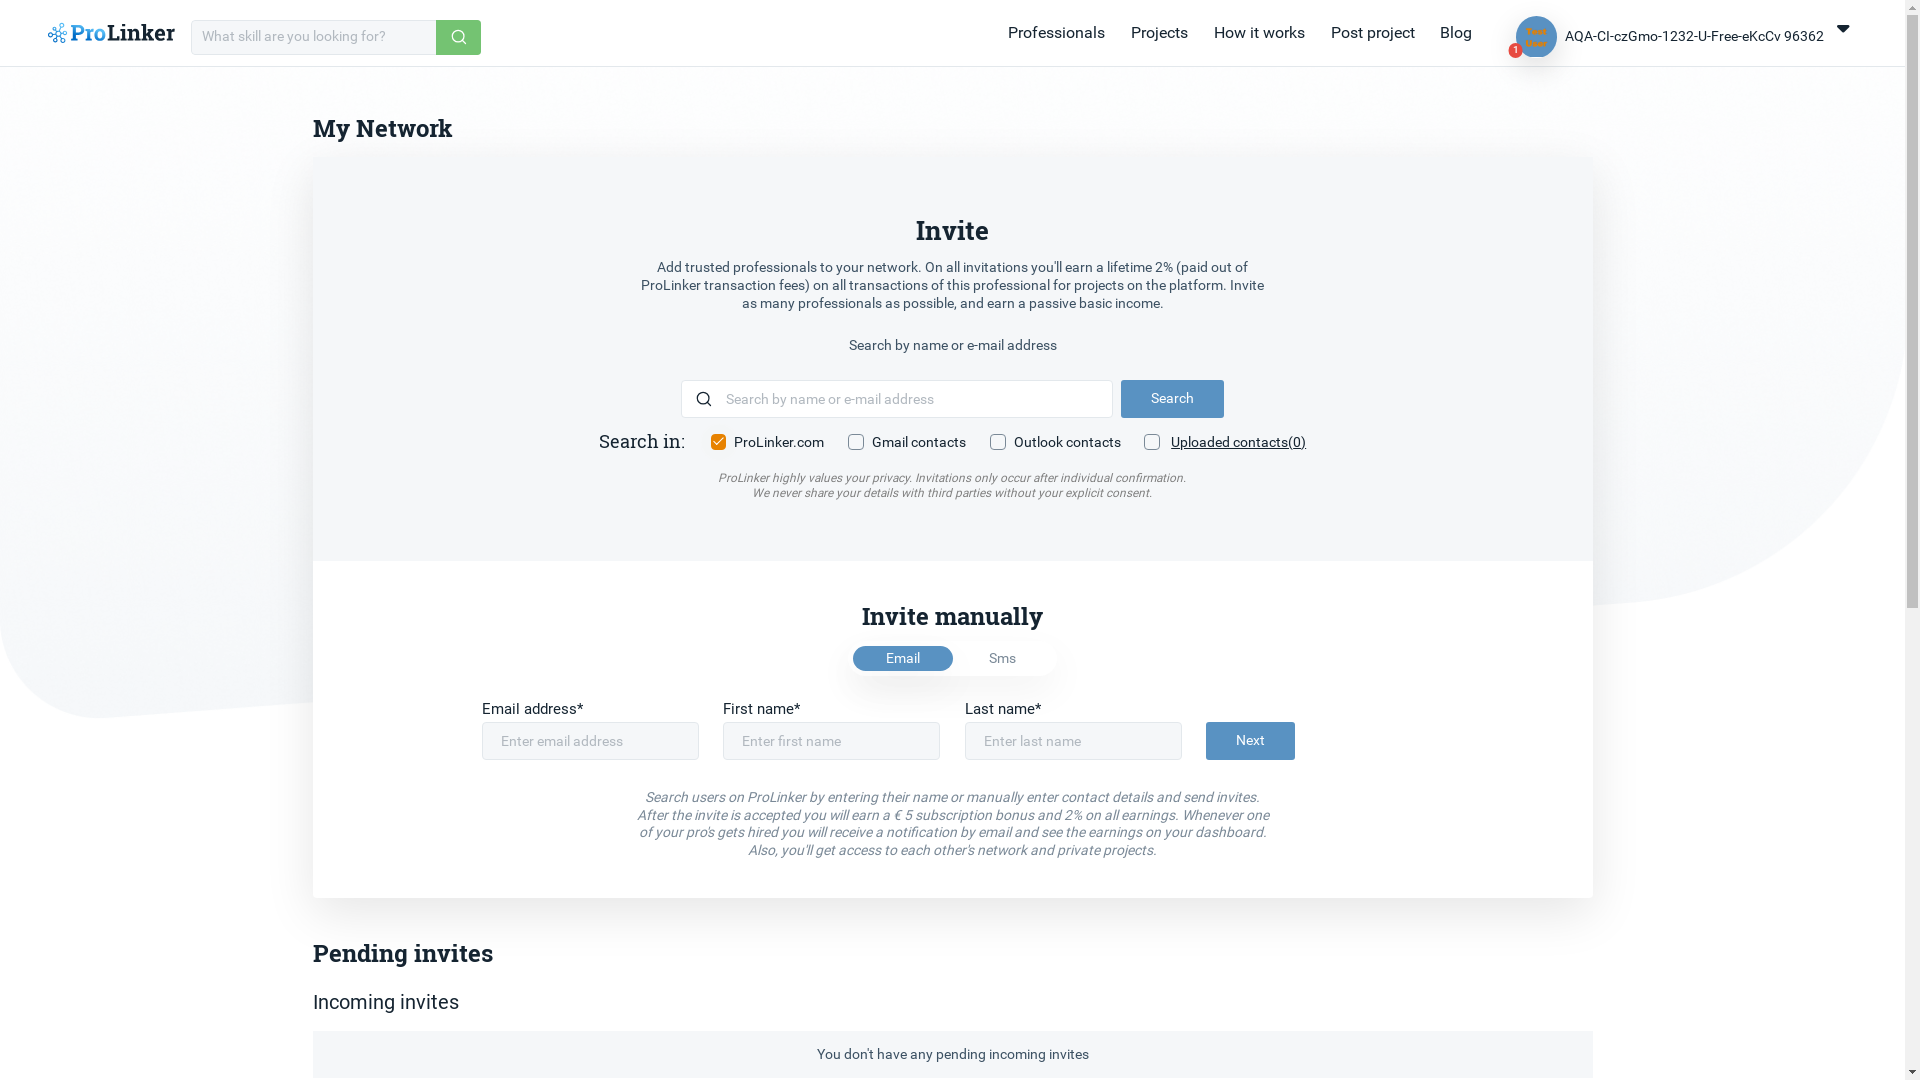 ProLinker
What skill are you looking for?
Professionals
Projects
How it works
Post project
Blog
1
AQA-CI-czGmo-1232-U-Free-eKcCv 96362
My Network
Invite
Add trusted professionals to your network. On all invitations you'll earn a lifetime 2% (paid out of
ProLinker transaction fees) on all transactions of this professional for projects on the platform. Invite
as many professionals as possible, and earn a passive basic income.
Search by name or e-mail address
Search by name or e-mail address
Search
Search in:
ProLinker.com
Gmail contacts
Outlook contacts
Uploaded contacts(0)
ProLinker highly values your privacy. Invitations only occur after individual confirmation.
We never share your details with third parties without your explicit consent.
Invite manually
Email
Sms
Email address*
First name*
Last name*
Enter email address
Enter first name
Enter last name
Next
Search users on ProLinker by entering their name or manually enter contact details and send invites.
After the invite is accepted you will earn a € 5 subscription bonus and 2% on all earnings. Whenever one
of your pro's gets hired you will receive a notification by email and see the earnings on your dashboard.
Also, you'll get access to each other's network and private projects.
Pending invites
Incoming invites
You don't have any pending incoming invites